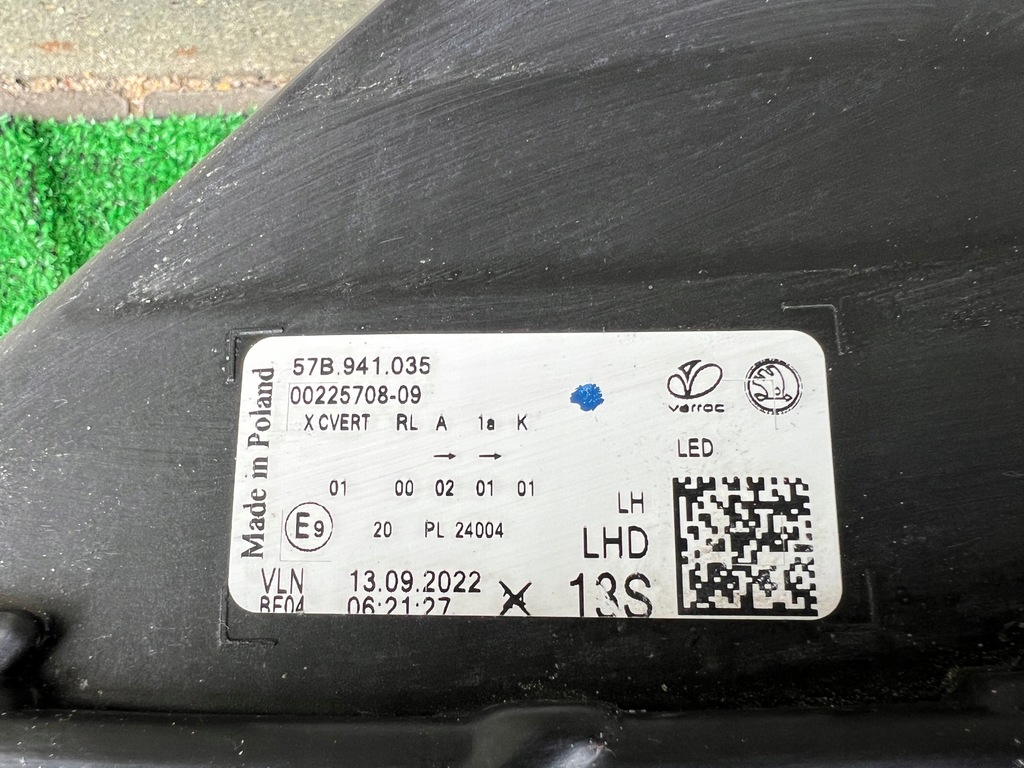 57B.941.035
00225708-09
X CVERT RL A 1a K
→ →
01 00 02 01 01
E9 20 PL 24004
Made in Poland
varroc
LED
LH
LHD
13S
VLN 13.09.2022
BE04 06:21:27